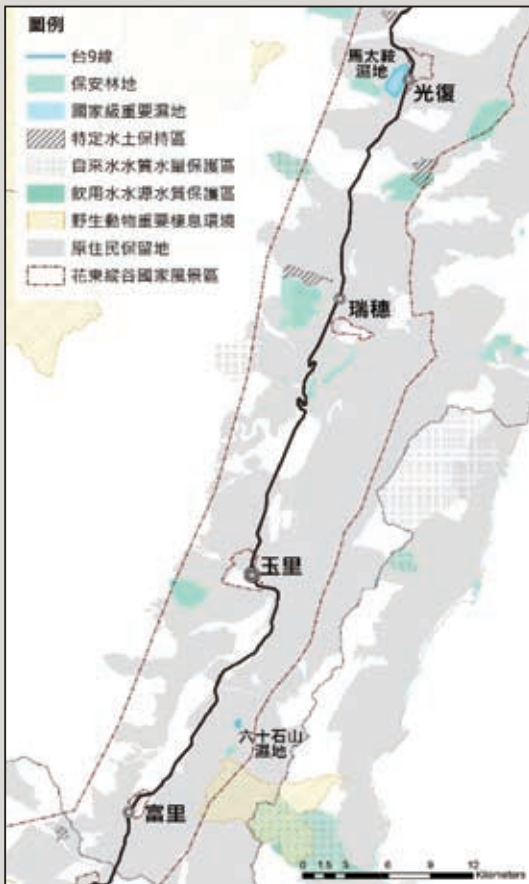 圖例
台9線
保安林地
國家級重要濕地
特定水土保持區
自來水水質水量保護區
飲用水水源水質保護區
野生動物重要棲息環境
原住民保留地
花東縱谷國家風景區
馬太鞍
濕地
光復
瑞穗
玉里
六十石山
濕地
富里
0 1.5 3 6 9 12
Kilometers